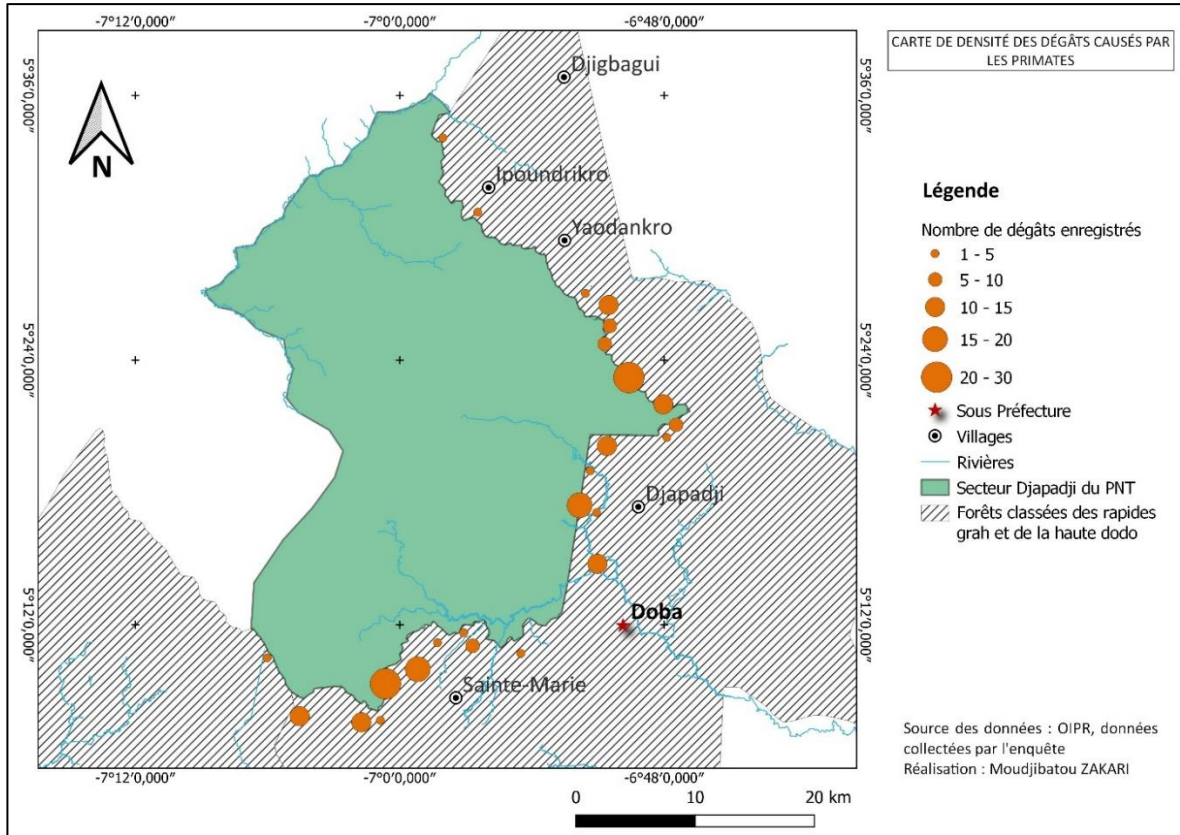 -7°12′0,000″
-7°0′0,000″
-6°48′0,000″
CARTE DE DENSITÉ DES DÉGÂTS CAUSÉS PAR
LES PRIMATES
5°36′0,000″
5°36′0,000″
Djigbagui
N
Ipoundrikro
Yaodankro
5°24′0,000″
5°24′0,000″
Djapadji
5°12′0,000″
5°12′0,000″
Doba
Sainte-Marie
-7°12′0,000″
-7°0′0,000″
-6°48′0,000″
Légende
Nombre de dégâts enregistrés
1 - 5
5 - 10
10 - 15
15 - 20
20 - 30
Sous Préfecture
Villages
Rivières
Secteur Djapadji du PNT
Forêts classées des rapides
grah et de la haute dodo
Source des données : OIPR, données
collectées par l'enquête
Réalisation : Moudjibatou ZAKARI
0
10
20 km